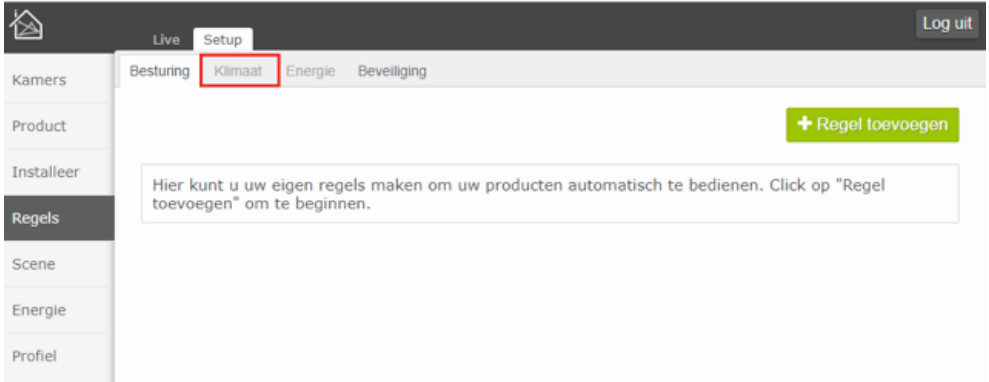 Log uit
Live Setup
Kamers
Product
Installeer
Regels
Scene
Energie
Profiel
Besturing Klimaat Energie Beveiliging
+ Regel toevoegen
Hier kunt u uw eigen regels maken om uw producten automatisch te bedienen. Click op "Regel
toevoegen" om te beginnen.